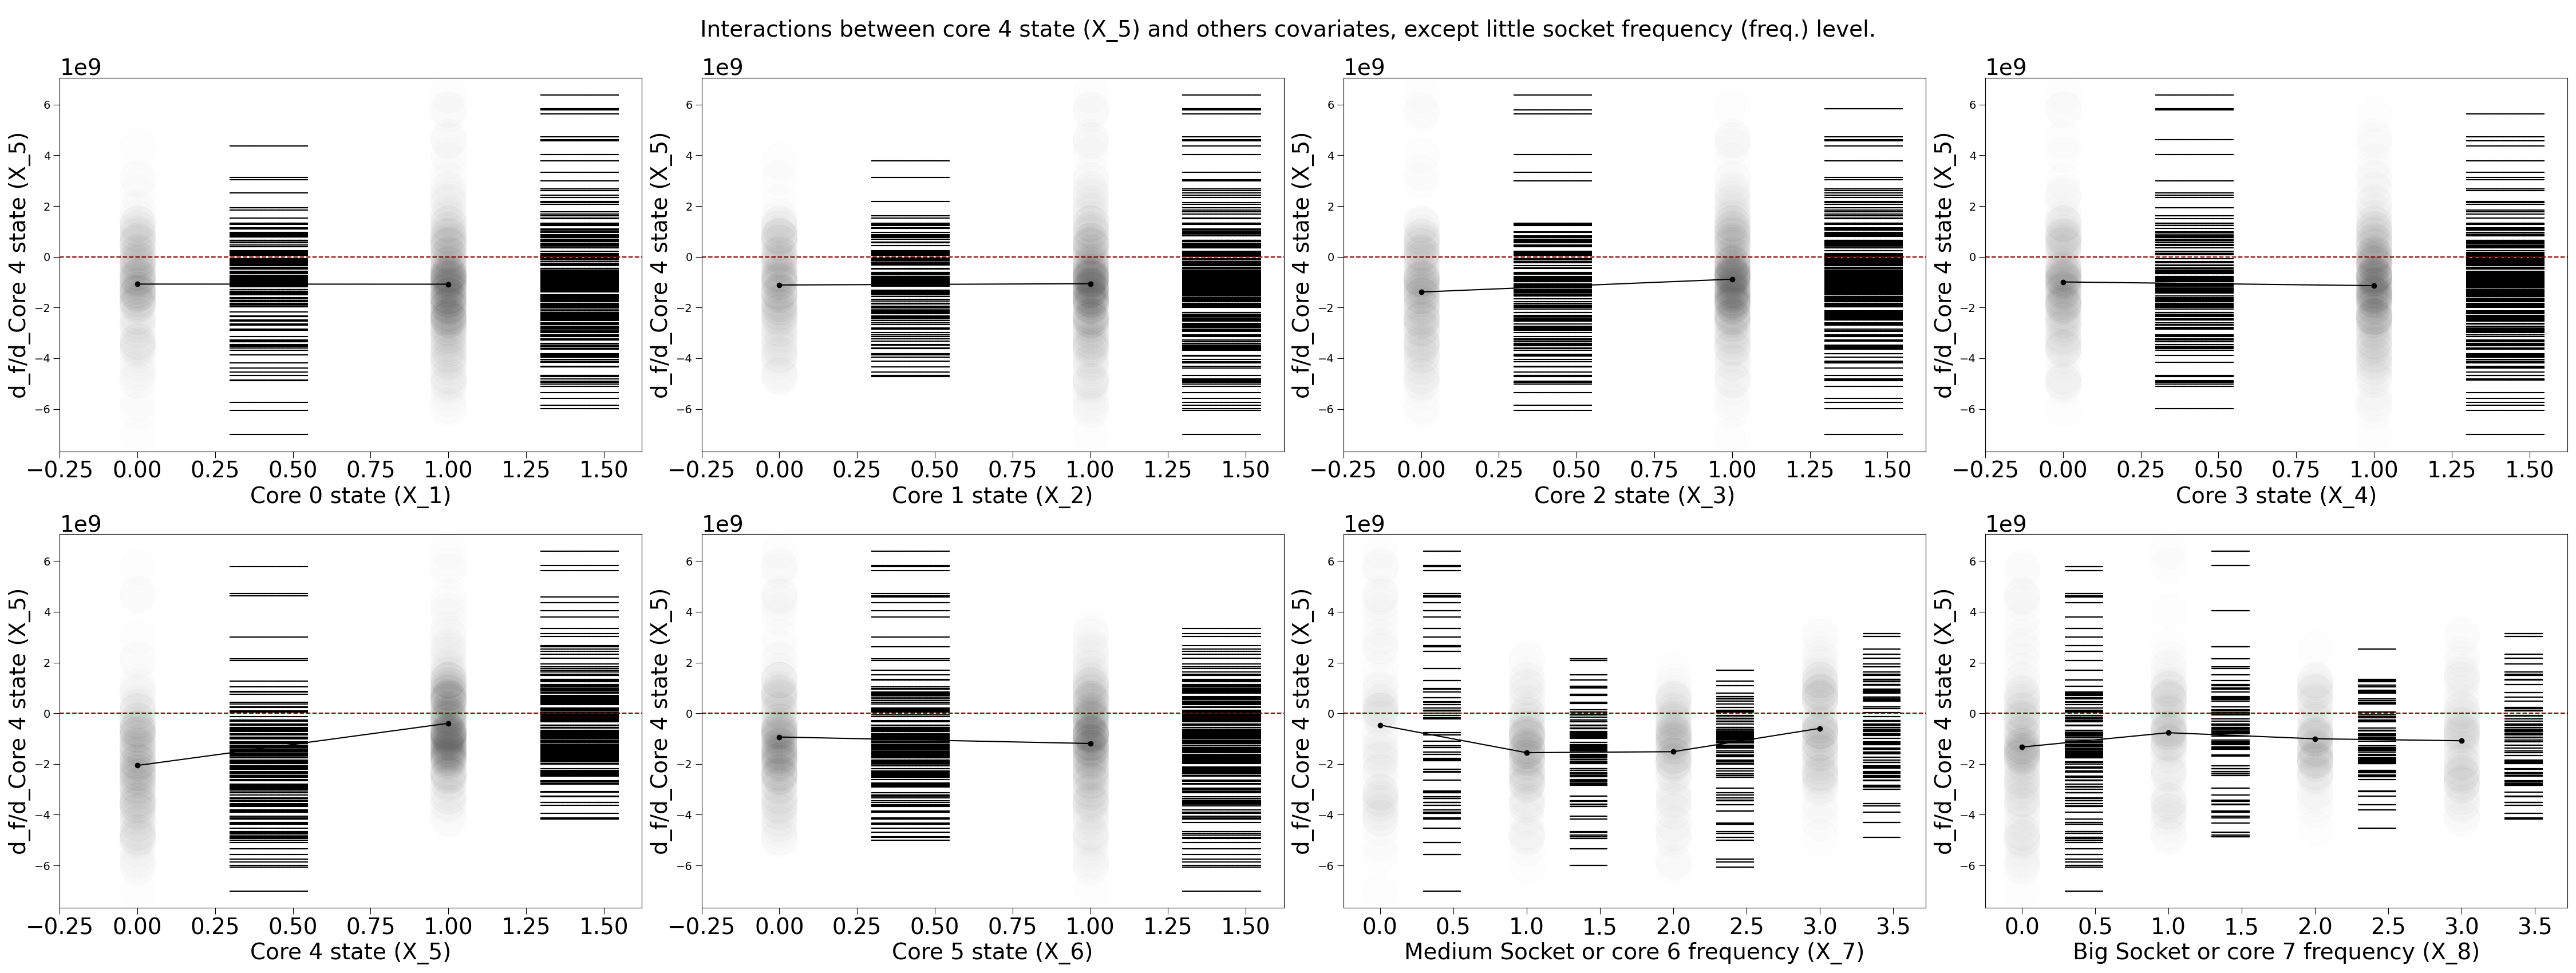 Interactions between core 4 state (X_5) and others covariates, except little socket frequency (freq.) level.
1e9
d_f/d_Core 4 state (X_5)
6
4
2
0
−2
−4
−6
−0.25 0.00 0.25 0.50 0.75 1.00 1.25 1.50
Core 0 state (X_1)
1e9
d_f/d_Core 4 state (X_5)
6
4
2
0
−2
−4
−6
−0.25 0.00 0.25 0.50 0.75 1.00 1.25 1.50
Core 1 state (X_2)
1e9
d_f/d_Core 4 state (X_5)
6
4
2
0
−2
−4
−6
−0.25 0.00 0.25 0.50 0.75 1.00 1.25 1.50
Core 2 state (X_3)
1e9
d_f/d_Core 4 state (X_5)
6
4
2
0
−2
−4
−6
−0.25 0.00 0.25 0.50 0.75 1.00 1.25 1.50
Core 3 state (X_4)
1e9
d_f/d_Core 4 state (X_5)
6
4
2
0
−2
−4
−6
−0.25 0.00 0.25 0.50 0.75 1.00 1.25 1.50
Core 4 state (X_5)
1e9
d_f/d_Core 4 state (X_5)
6
4
2
0
−2
−4
−6
−0.25 0.00 0.25 0.50 0.75 1.00 1.25 1.50
Core 5 state (X_6)
1e9
d_f/d_Core 4 state (X_5)
6
4
2
0
−2
−4
−6
0.0 0.5 1.0 1.5 2.0 2.5 3.0 3.5
Medium Socket or core 6 frequency (X_7)
1e9
d_f/d_Core 4 state (X_5)
6
4
2
0
−2
−4
−6
0.0 0.5 1.0 1.5 2.0 2.5 3.0 3.5
Big Socket or core 7 frequency (X_8)